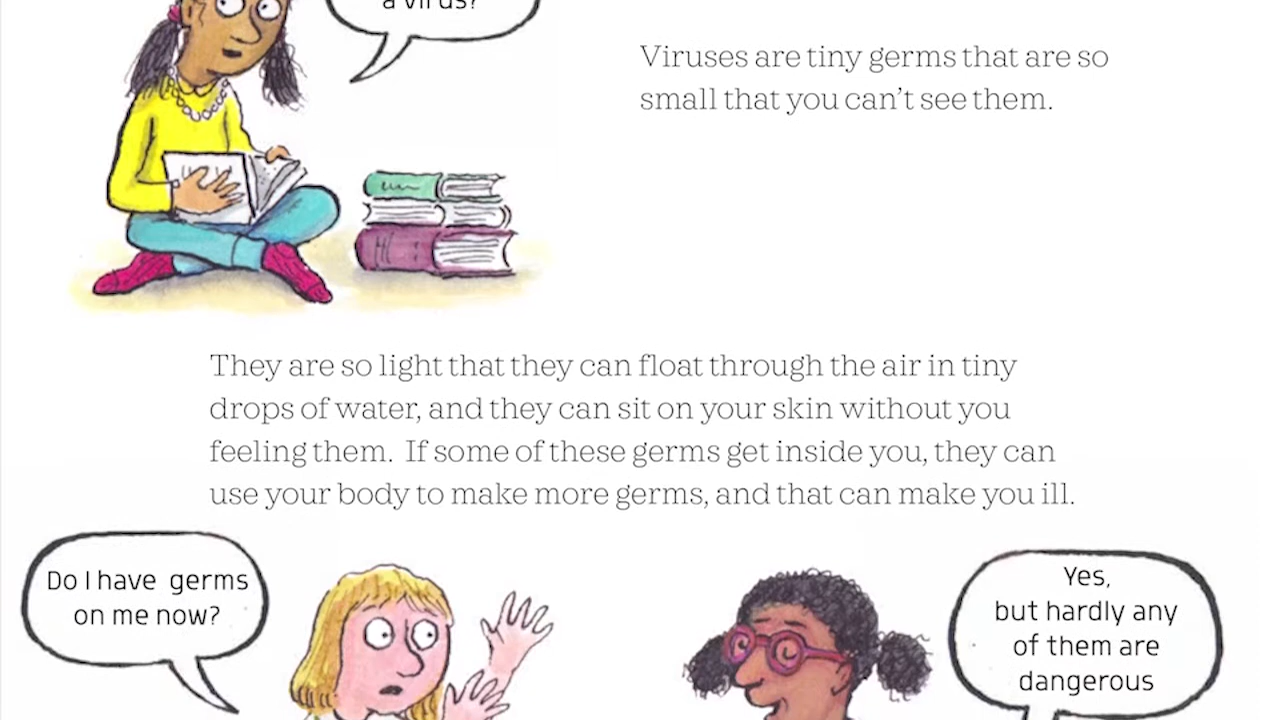 a virus?
Viruses are tiny germs that are so
small that you can't see them.
They are so light that they can float through the air in tiny
drops of water, and they can sit on your skin without you
feeling them.  If some of these germs get inside you, they can
use your body to make more germs, and that can make you ill.
Do I have germs
on me now?
Yes,
but hardly any
of them are
dangerous